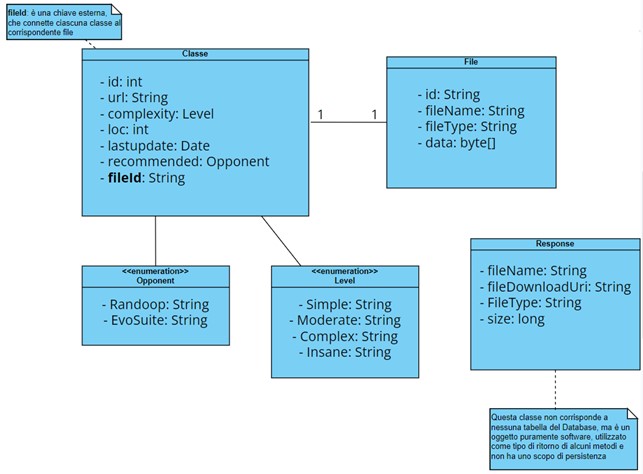 fileId: è una chiave esterna,
che connette ciascuna classe al
corrispondente file
Classe
- id: int
- url: String
- complexity: Level
- loc: int
- lastupdate: Date
- recommended: Opponent
- fileId: String
1
1
File
- id: String
- fileName: String
- fileType: String
- data: byte[]
<<enumeration>>
Opponent
- Randoop: String
- EvoSuite: String
<<enumeration>>
Level
- Simple: String
- Moderate: String
- Complex: String
- Insane: String
Response
- fileName: String
- fileDownloadUri: String
- FileType: String
- size: long
Questa classe non corrisponde a
nessuna tabella del Database, ma è un
oggetto puramente software, utilizzato
come tipo di ritorno di alcuni metodi e
non ha uno scopo di persistenza